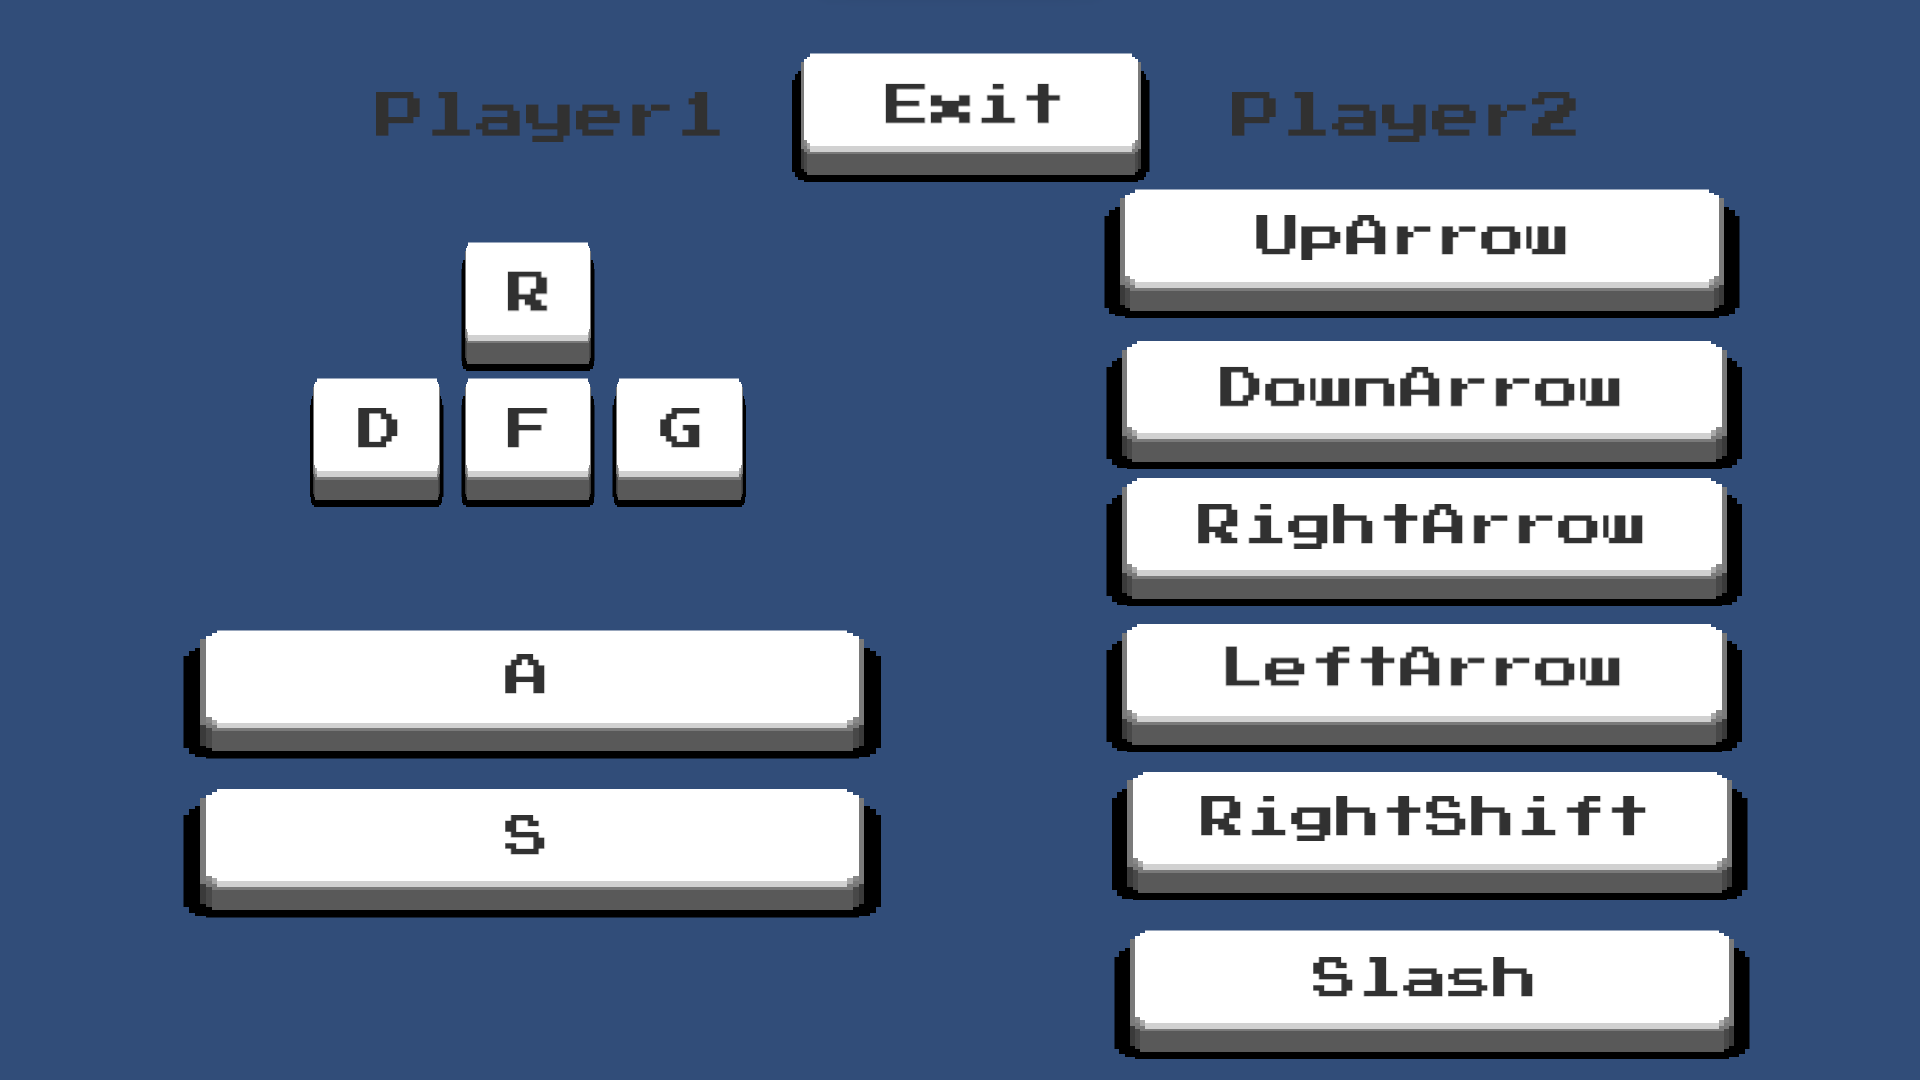 Player1
Exit
Player2
R
D F G
A
S
UpArrow
DownArrow
RightArrow
LeftArrow
RightShift
Slash